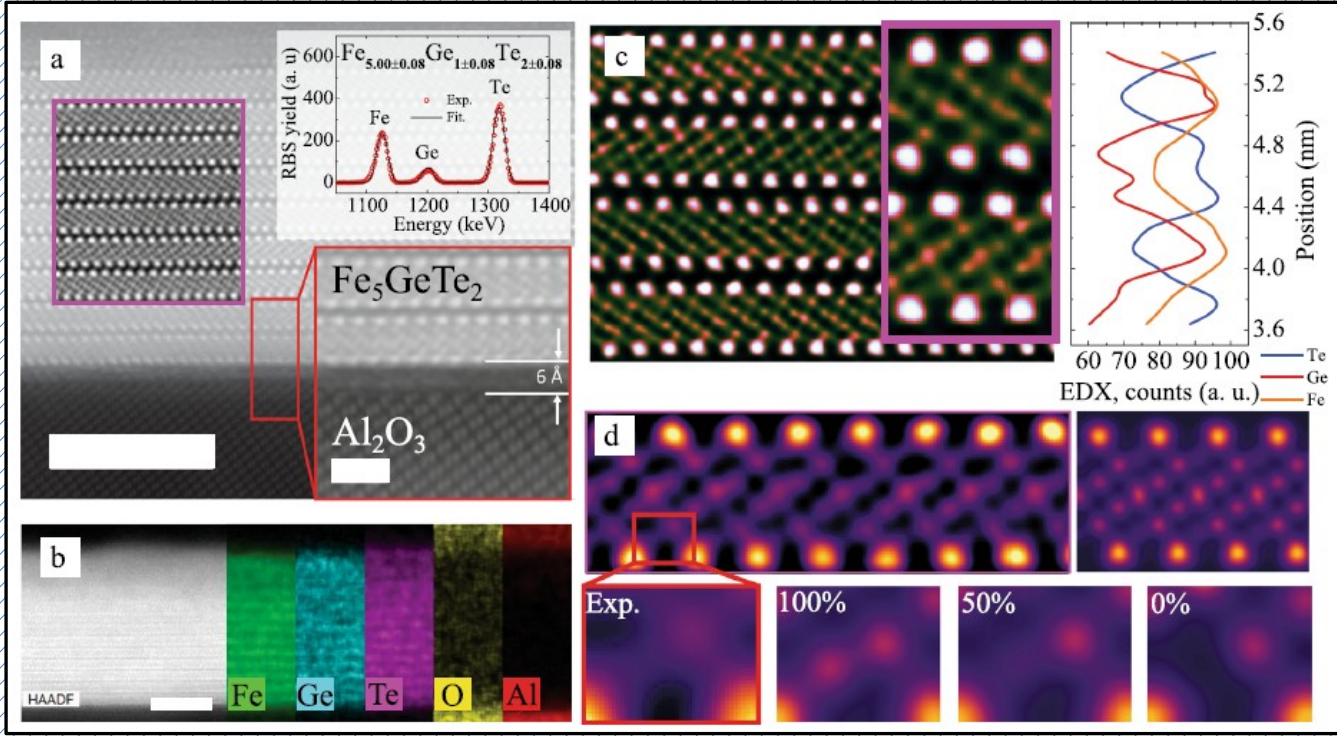 a
600
400
200
0
RBS yield (a. u)
Fe5.00±0.08Ge1±0.08Te2±0.08
Exp.
Fit.
Fe
Ge
Te
1100 1200 1300 1400
Energy (keV)
Fe5GeTe2
6 Å
Al2O3
b
HAADF
Fe Ge Te O Al
c
5.6
5.2
4.8
4.4
4.0
3.6
Position (nm)
60 70 80 90 100
EDX, counts (a. u.)
Te
Ge
Fe
d
Exp. 100% 50% 0%